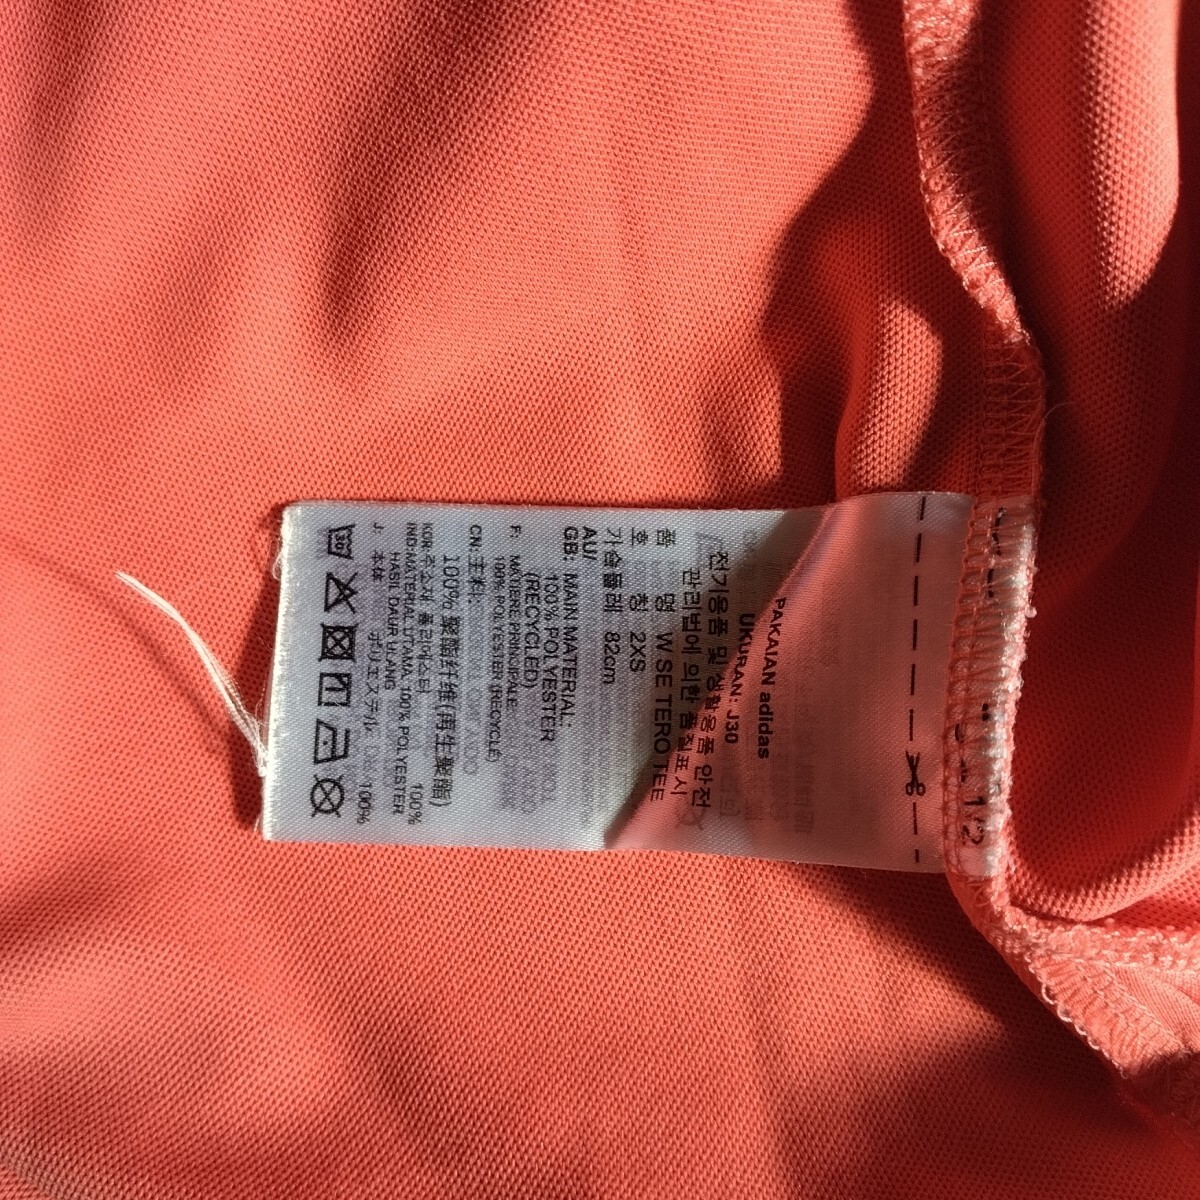 PAKAIAN adidas
UKURAN: J30
전기용품 및 생활용품 안전
관리법에 의한 품질표시
품 명 W SE TERO TEE
호 칭 2XS
가슴둘레 82cm
AU/
GB: MAIN MATERIAL:
100% POLYESTER
(RECYCLED)
F: MATIERE PRINCIPALE:
100% POLYESTER (RECYCLE)
CN: 主料:
100% 聚酯纤维(再生聚酯)
KOR:주소재 폴리에스터 100%
IND:MATERIAL UTAMA, 100% POLYESTER
HASIL DAUR ULANG
J: 本体 ポリエステル 100%
30
1/2